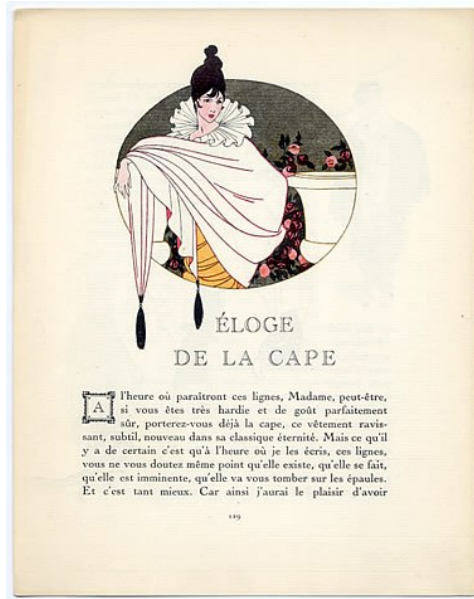 ÉLOGE
DE LA CAPE
A l'heure où paraîtront ces lignes, Madame, peut-être,
si vous êtes très hardie et de goût parfaitement
sûr, porterez-vous déjà la cape, ce vêtement ravis-
sant, subtil, nouveau dans sa classique éternité. Mais ce qu'il
y a de certain c'est qu'à l'heure où je les écris, ces lignes,
vous ne vous doutez même point qu'elle existe, qu'elle se fait,
qu'elle est imminente, qu'elle va vous tomber sur les épaules.
Et c'est tant mieux. Car ainsi j'aurai le plaisir d'avoir
129